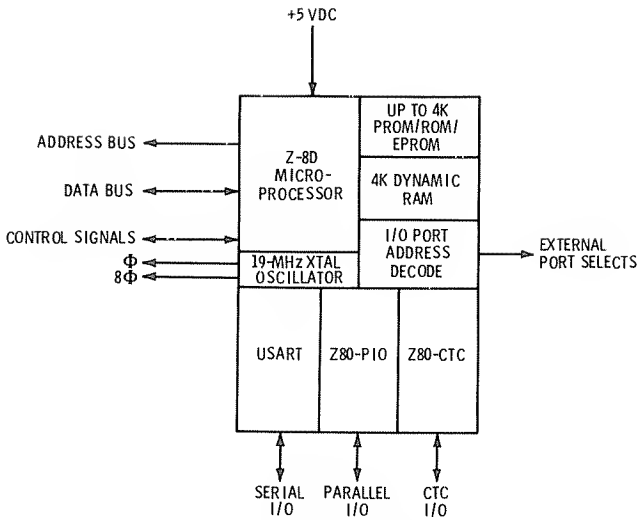 +5 VDC
ADDRESS BUS
DATA BUS
CONTROL SIGNALS
Φ
8Φ
Z-8D
MICRO-
PROCESSOR
UP TO 4K
PROM/ROM/
EPROM
4K DYNAMIC
RAM
I/O PORT
ADDRESS
DECODE
19-MHz XTAL
OSCILLATOR
EXTERNAL
PORT SELECTS
USART
Z80-PIO
Z80-CTC
SERIAL
I/O
PARALLEL
I/O
CTC
I/O